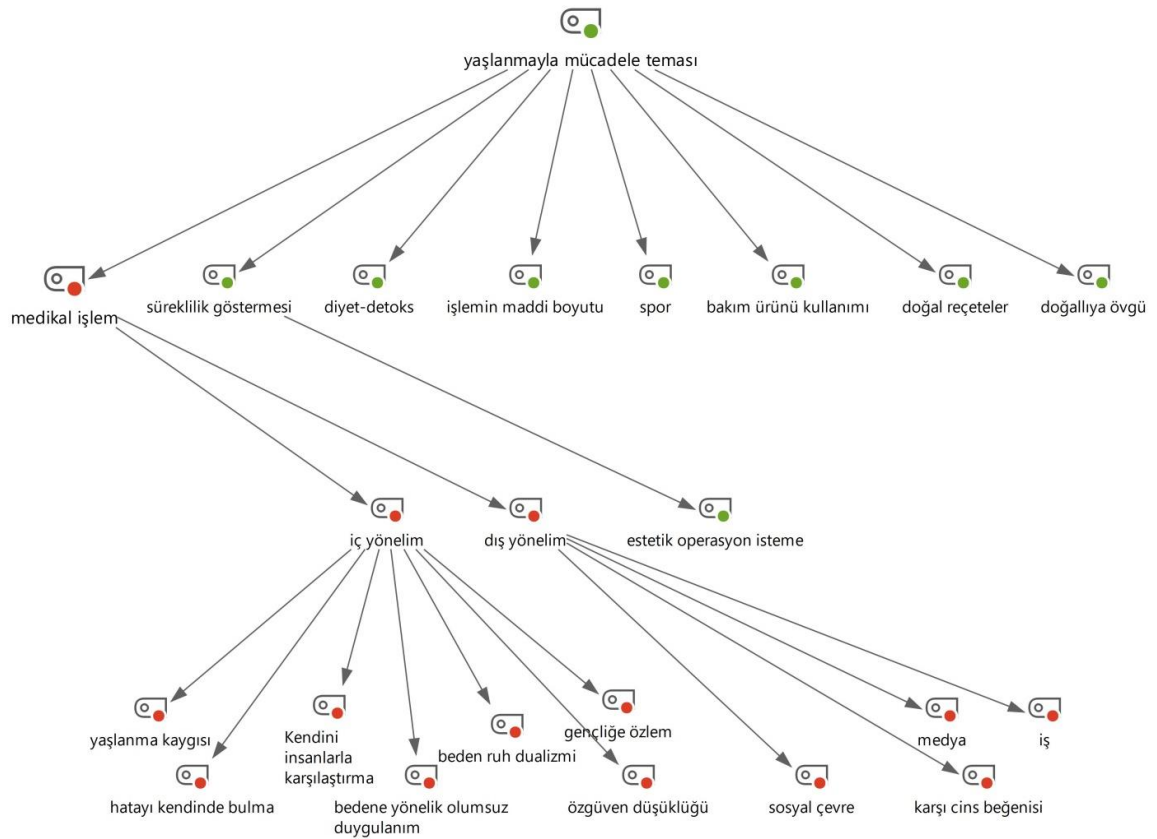 yaşlanmayla mücadele teması
medikal işlem
süreklilik göstermesi
diyet-detoks
işlemin maddi boyutu
spor
bakım ürünü kullanımı
doğal reçeteler
doğallıya övgü
iç yönelim
dış yönelim
estetik operasyon isteme
yaşlanma kaygısı
Kendini
insanlarla
karşılaştırma
beden ruh dualizmi
gençliğe özlem
medya
iş
hatayı kendinde bulma
bedene yönelik olumsuz
duygulanım
özgüven düşüklüğü
sosyal çevre
karşı cins beğenisi